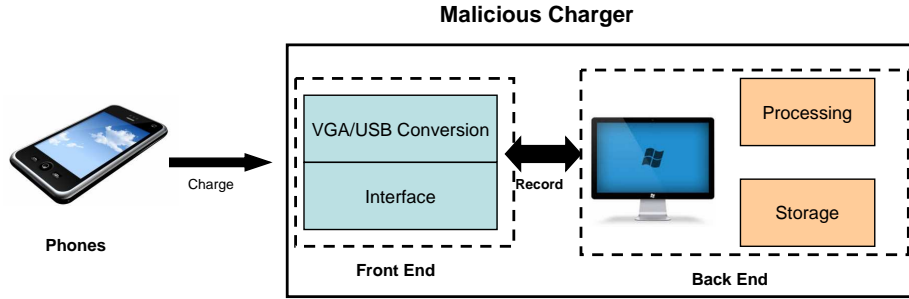 Malicious Charger
VGA/USB Conversion
Interface
Processing
Storage
Charge
Record
Phones
Front End
Back End